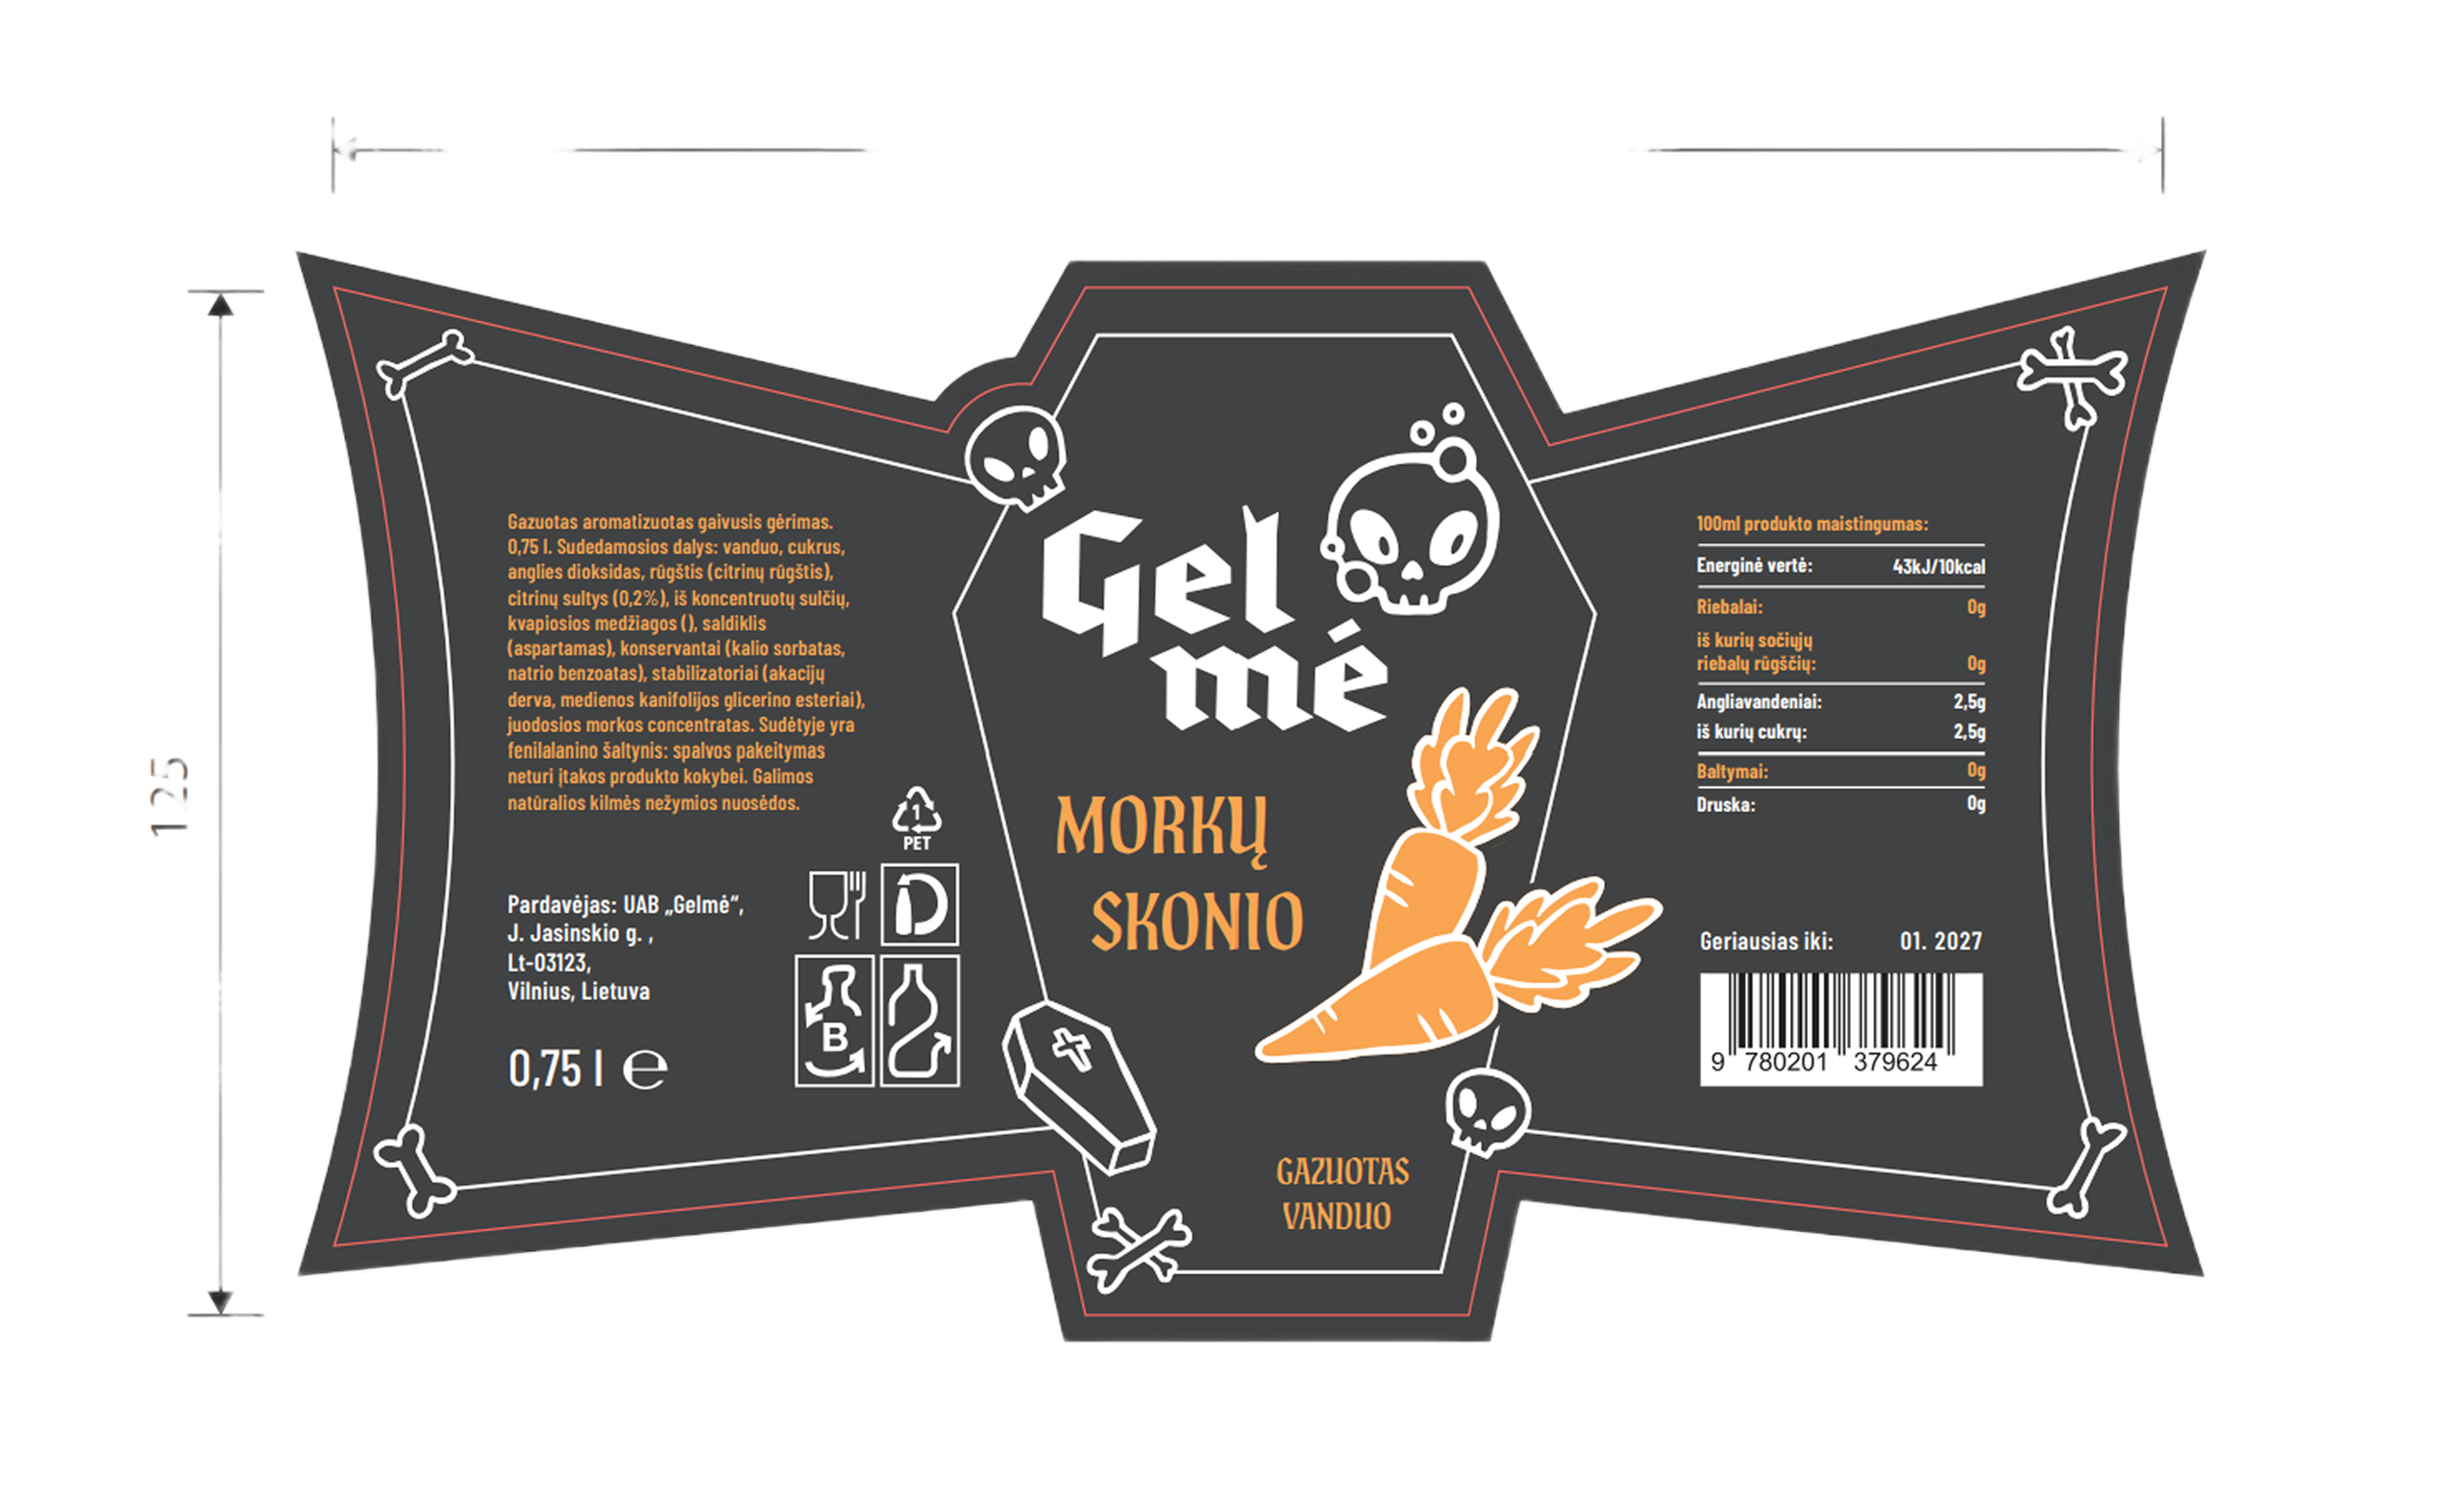 125
Gazuotas aromatizuotas gaivusis gėrimas.
0,75 l. Sudedamosios dalys: vanduo, cukrus,
anglies dioksidas, rūgštis (citrinų rūgštis),
citrinų sultys (0,2%), iš koncentruotų sulčių,
kvapiosios medžiagos (), saldiklis
(aspartamas), konservantai (kalio sorbatas,
natrio benzoatas), stabilizatoriai (akacijų
derva, medienos kanifolijos glicerino esteriai),
juodosios morkos concentratas. Sudėtyje yra
fenilalanino šaltynis: spalvos pakeitymas
neturi įtakos produkto kokybei. Galimos
natūralios kilmės nežymios nuosėdos.
Pardavėjas: UAB „Gelmė“,
J. Jasinskio g. ,
Lt-03123,
Vilnius, Lietuva
0,75 l ℮
1
PET
D
B
Gel
mė
MORKŲ
SKONIO
GAZUOTAS
VANDUO
100ml produkto maistingumas:
Energinė vertė: 43kJ/10kcal
Riebalai: 0g
iš kurių sočiųjų
riebalų rūgščių: 0g
Angliavandeniai: 2,5g
iš kurių cukrų: 2,5g
Baltymai: 0g
Druska: 0g
Geriausias iki: 01. 2027
9 780201 379624